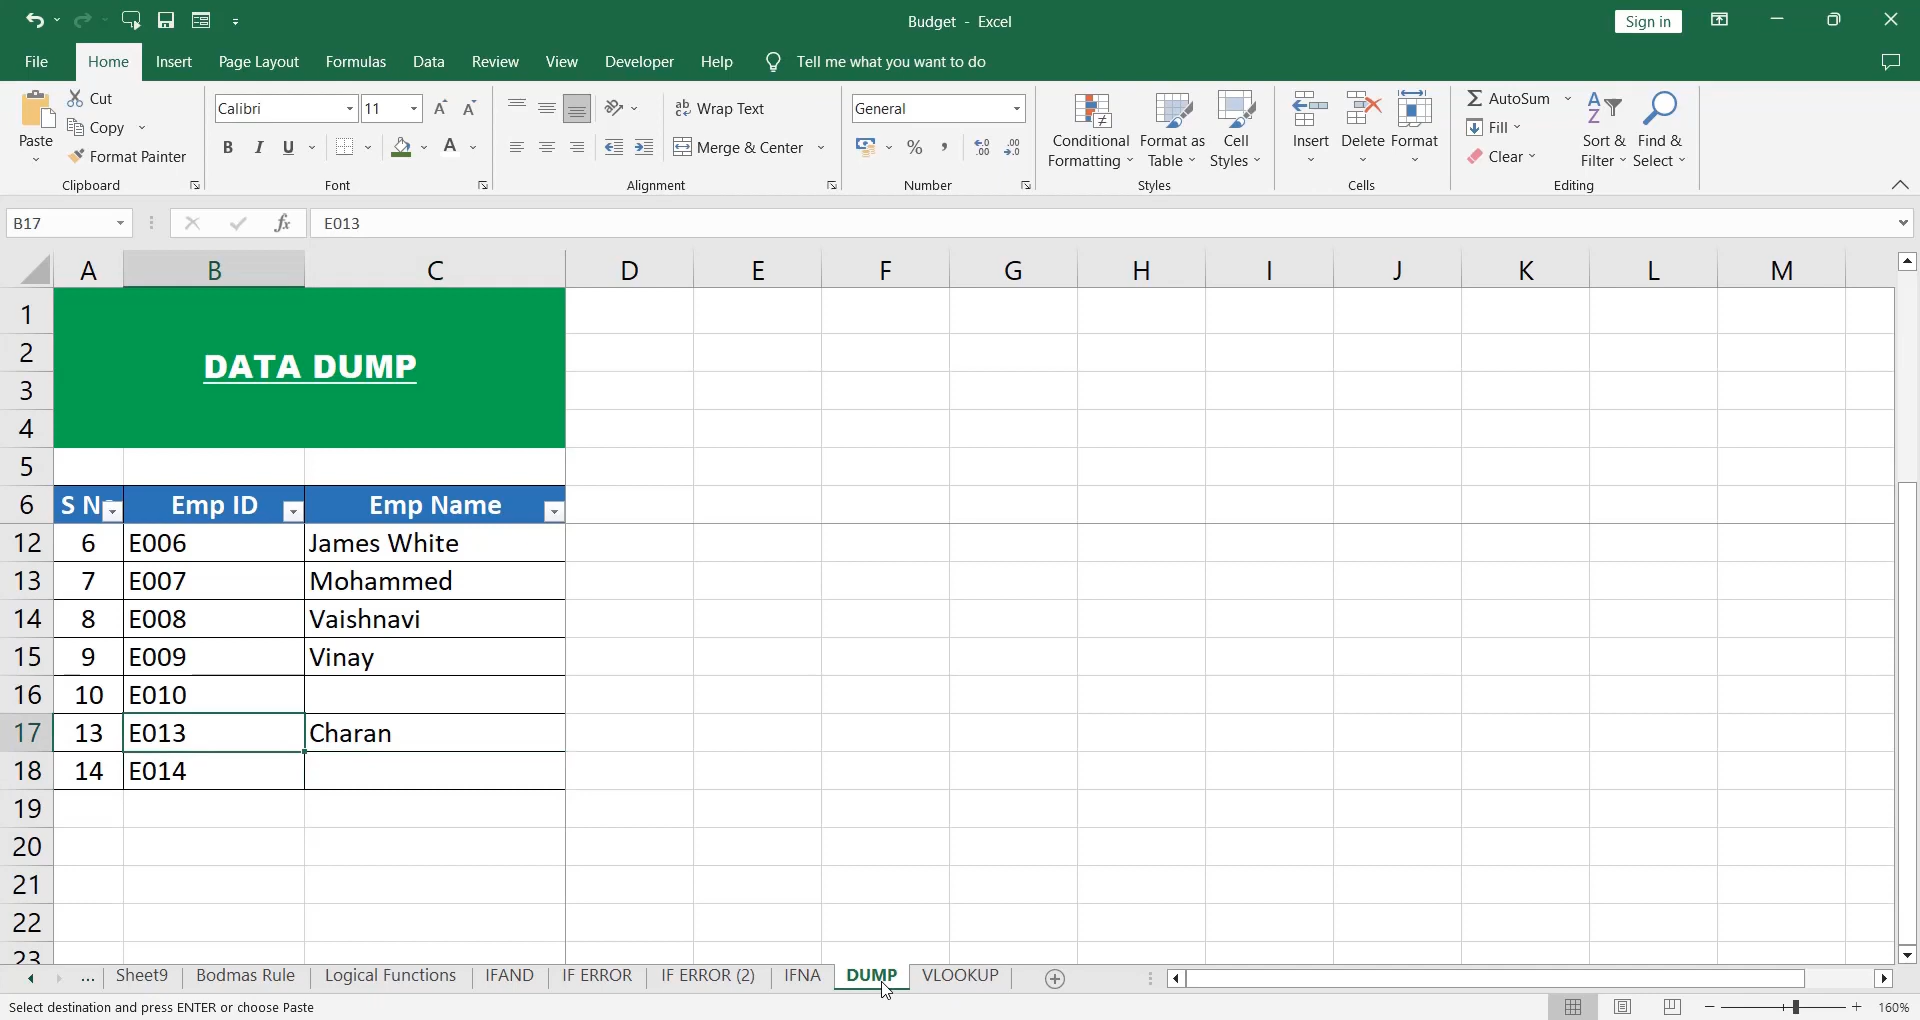 Budget - Excel
Sign in
File Home Insert Page Layout Formulas Data Review View Developer Help Tell me what you want to do
Paste
Cut
Copy
Format Painter
Clipboard
Calibri 11
B I U
A
Font
ab Wrap Text
Merge & Center
Alignment
General
%
Number
Conditional Formatting
Format as Table
Cell Styles
Styles
Insert Delete Format
Cells
AutoSum
Fill
Clear
Sort & Filter
Find & Select
Editing
B17 fx E013
A B C D E F G H I J K L M
1
2
DATA DUMP
3
4
5
6 Emp ID Emp Name
12 6 E006 James White
13 7 E007 Mohammed
14 8 E008 Vaishnavi
15 9 E009 Vinay
16 10 E010
17 13 E013 Charan
18 14 E014
19
20
21
22
23
... Sheet9 Bodmas Rule Logical Functions IFAND IF ERROR IF ERROR (2) IFNA DUMP VLOOKUP
Select destination and press ENTER or choose Paste 160%